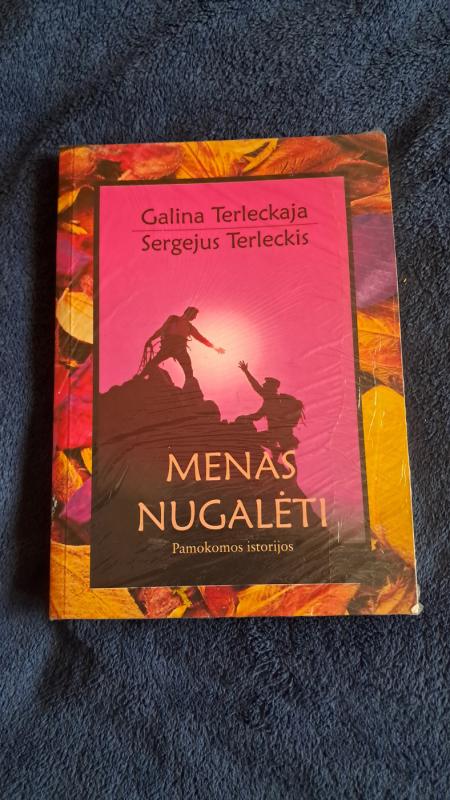 Galina Terleckaja
Sergejus Terleckis
MENAS
NUGALĖTI
Pamokomos istorijos